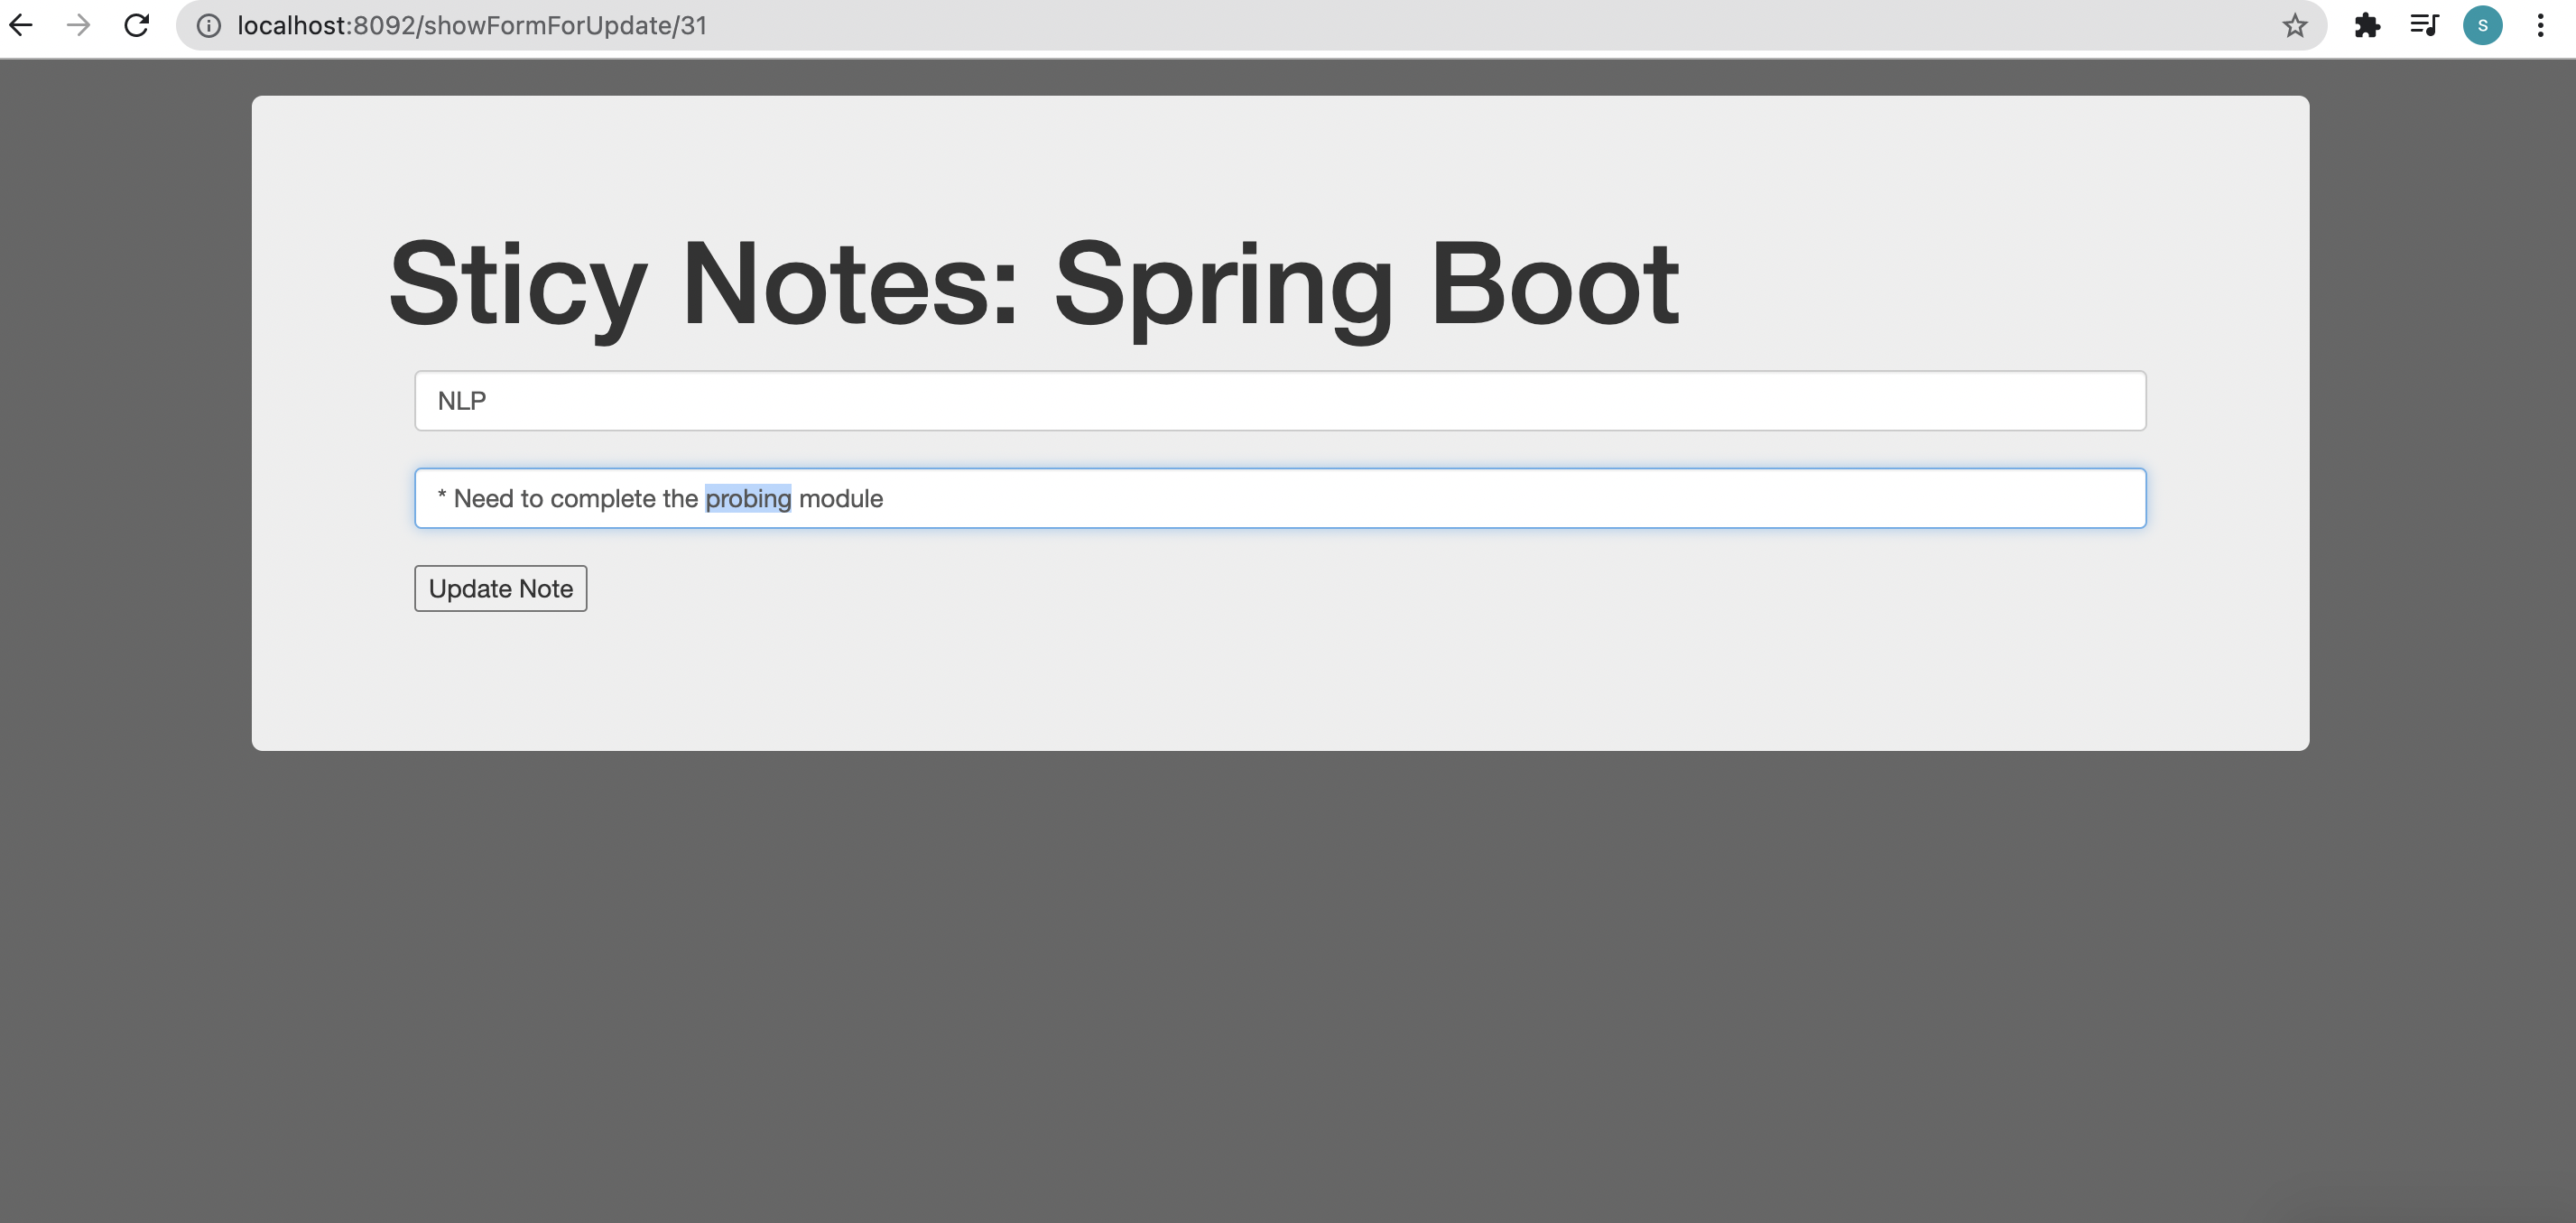 localhost:8092/showFormForUpdate/31
S
Sticy Notes: Spring Boot
NLP
* Need to complete the probing module
Update Note